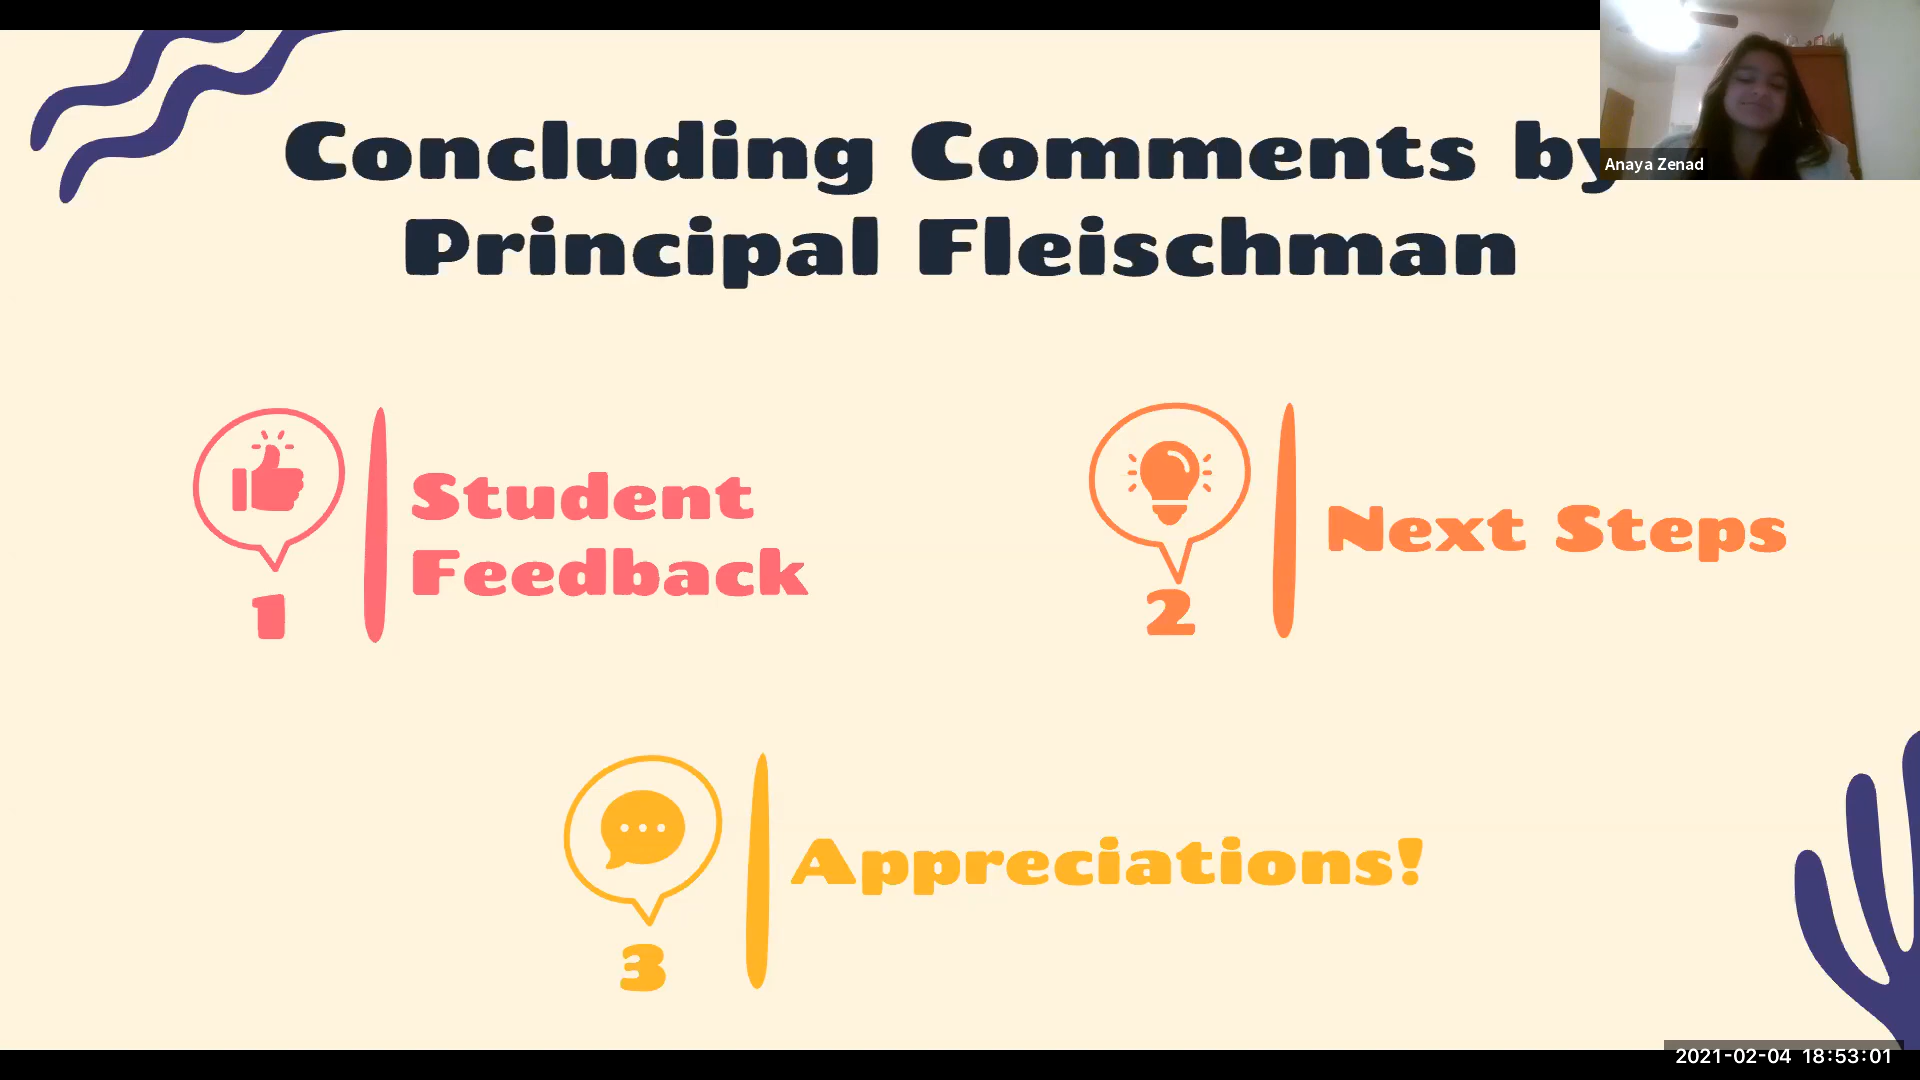 Concluding Comments by
Principal Fleischman
Anaya Zenad
Student
Feedback
1
Next Steps
2
Appreciations!
3
2021-02-04 18:53:01